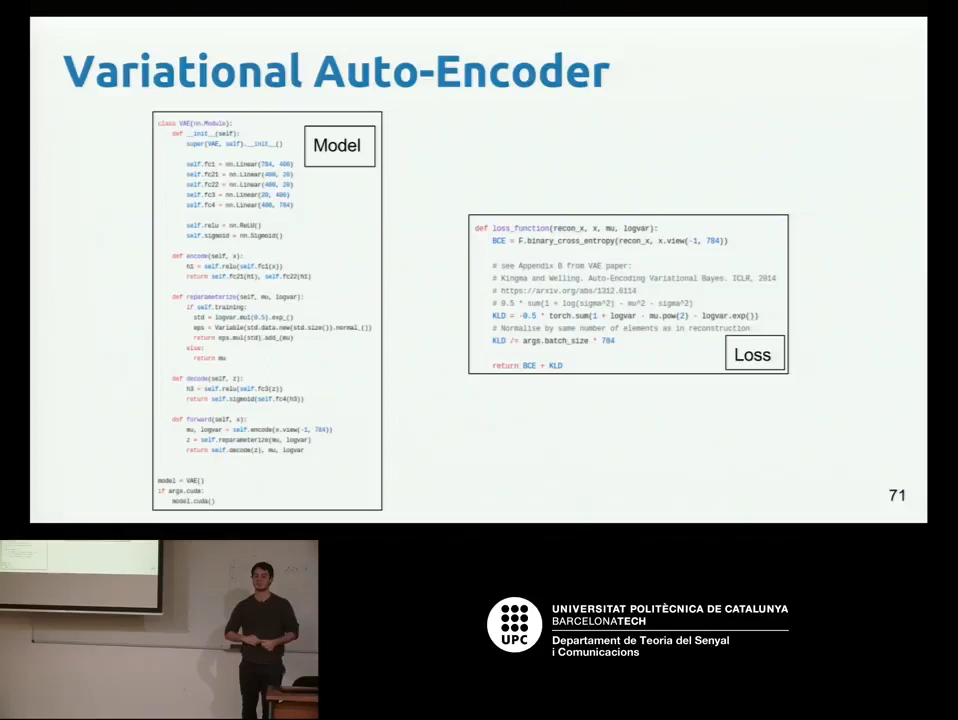 Variational Auto-Encoder
class VAE(nn.Module):
def __init__(self):
super(VAE, self).__init__()
Model
self.fc1 = nn.Linear(784, 400)
self.fc21 = nn.Linear(400, 20)
self.fc22 = nn.Linear(400, 20)
self.fc3 = nn.Linear(20, 400)
self.fc4 = nn.Linear(400, 784)
self.relu = nn.ReLU()
self.sigmoid = nn.Sigmoid()
def encode(self, x):
h1 = self.relu(self.fc1(x))
return self.fc21(h1), self.fc22(h1)
def reparameterize(self, mu, logvar):
if self.training:
std = logvar.mul(0.5).exp_()
eps = Variable(std.data.new(std.size()).normal_())
return eps.mul(std).add_(mu)
else:
return mu
def decode(self, z):
h3 = self.relu(self.fc3(z))
return self.sigmoid(self.fc4(h3))
def forward(self, x):
mu, logvar = self.encode(x.view(-1, 784))
z = self.reparameterize(mu, logvar)
return self.decode(z), mu, logvar
model = VAE()
if args.cuda:
model.cuda()
def loss_function(recon_x, x, mu, logvar):
BCE = F.binary_cross_entropy(recon_x, x.view(-1, 784))
# see Appendix B from VAE paper:
# Kingma and Welling. Auto-Encoding Variational Bayes. ICLR, 2014
# https://arxiv.org/abs/1312.6114
# 0.5 * sum(1 + log(sigma^2) - mu^2 - sigma^2)
KLD = -0.5 * torch.sum(1 + logvar - mu.pow(2) - logvar.exp())
# Normalise by same number of elements as in reconstruction
KLD /= args.batch_size * 784
return BCE + KLD
Loss
71
UPC
UNIVERSITAT POLITÈCNICA DE CATALUNYA
BARCELONATECH
Departament de Teoria del Senyal
i Comunicacions